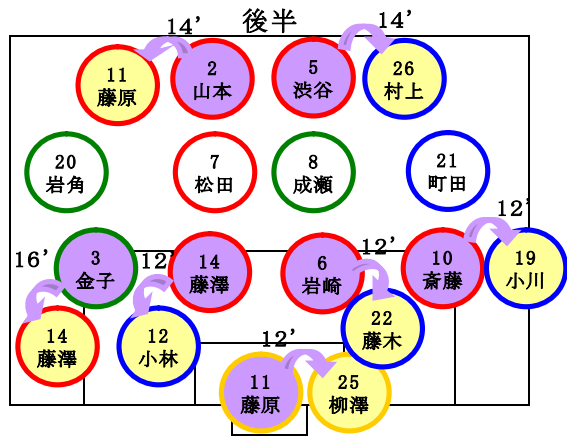 後半
14’
14’
11
藤原
2
山本
5
渋谷
26
村上
20
岩角
7
松田
8
成瀬
21
町田
12’
16’
12’
12’
3
金子
14
藤澤
6
岩崎
10
斎藤
19
小川
14
藤澤
12
小林
22
藤木
12’
11
藤原
25
柳澤